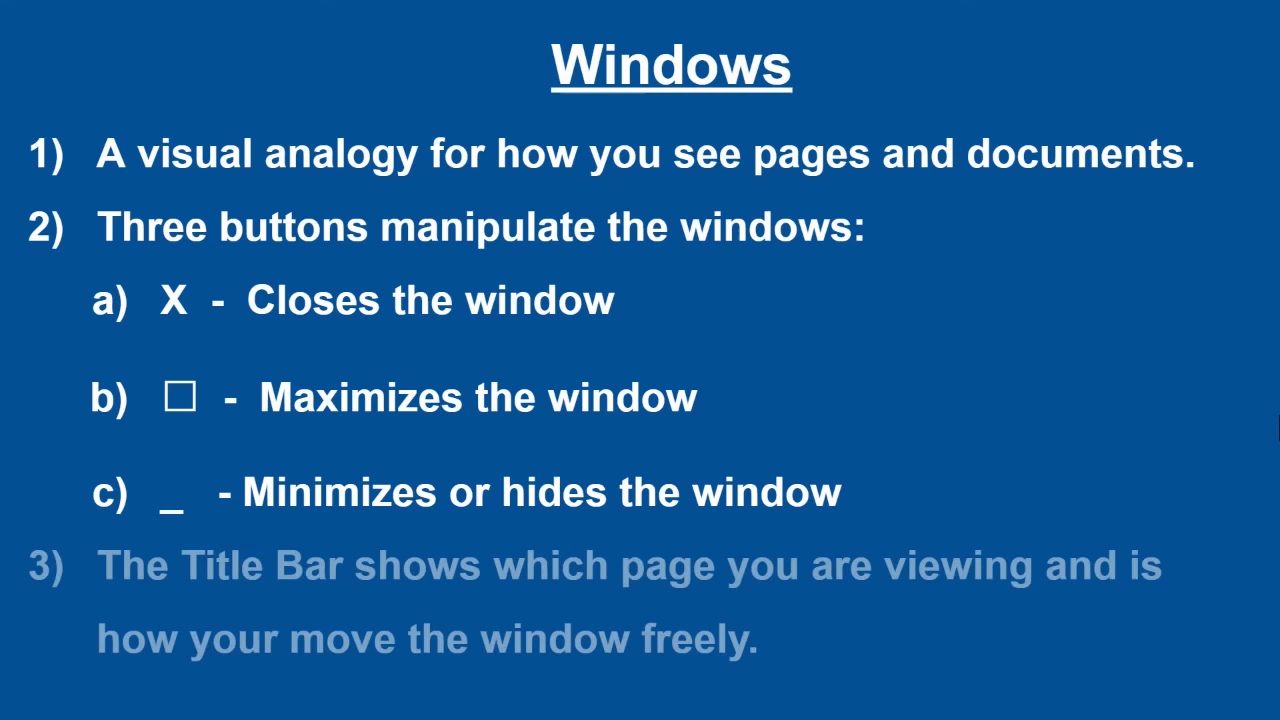 Windows
1) A visual analogy for how you see pages and documents.
2) Three buttons manipulate the windows:
a) X - Closes the window
b) □ - Maximizes the window
c) _ - Minimizes or hides the window
3) The Title Bar shows which page you are viewing and is
how your move the window freely.